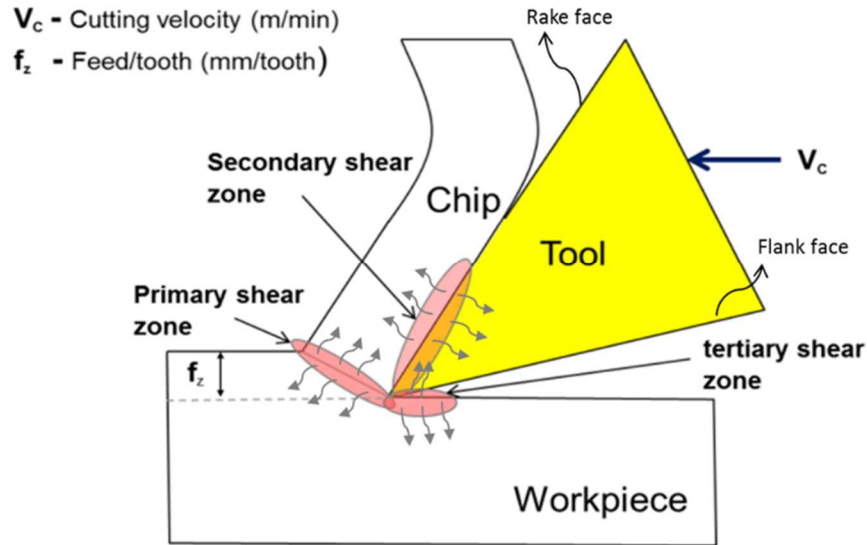 Vc - Cutting velocity (m/min)
fz - Feed/tooth (mm/tooth)
Rake face
Secondary shear
zone
Chip
Vc
Tool
Flank face
Primary shear
zone
fz
tertiary shear
zone
Workpiece